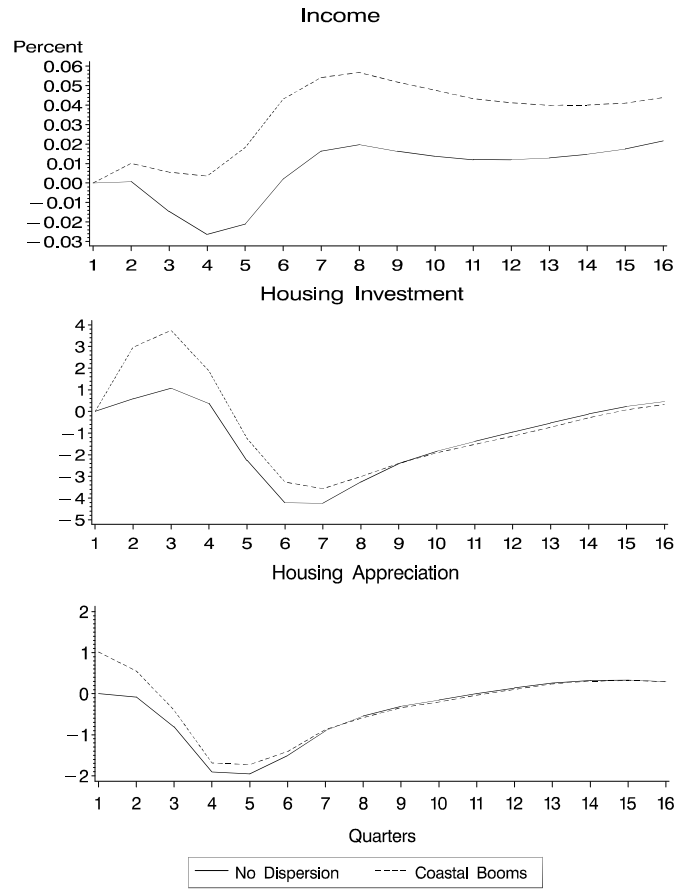 Income
Percent
0.06
0.05
0.04
0.03
0.02
0.01
0.00
−0.01
−0.02
−0.03
1 2 3 4 5 6 7 8 9 10 11 12 13 14 15 16
Housing Investment
4
3
2
1
0
−1
−2
−3
−4
−5
1 2 3 4 5 6 7 8 9 10 11 12 13 14 15 16
Housing Appreciation
2
1
0
−1
−2
1 2 3 4 5 6 7 8 9 10 11 12 13 14 15 16
Quarters
No Dispersion Coastal Booms